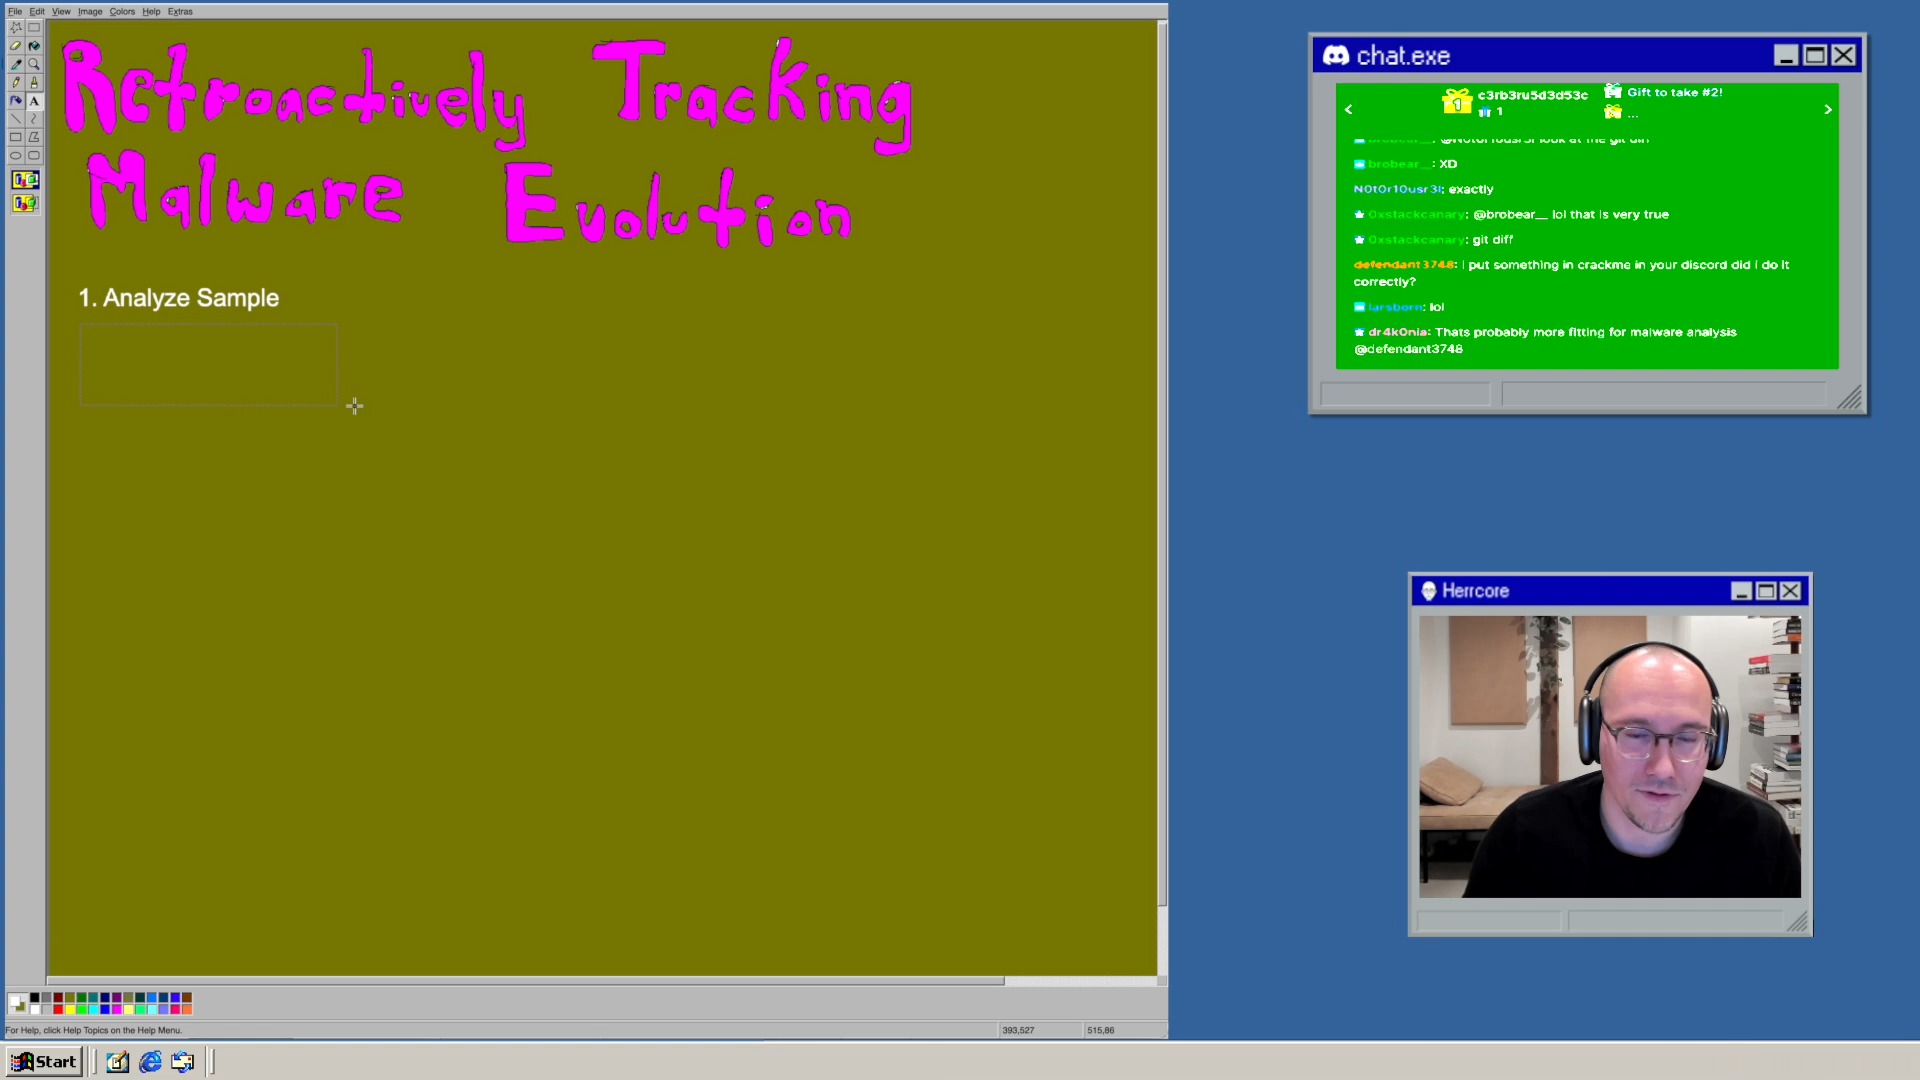 File Edit View Image Colors Help Extras
Retroactively Tracking
Malware Evolution
1. Analyze Sample
For Help, click Help Topics on the Help Menu.
393,527
515,86
Start
chat.exe
c3rb3ru5d3d53c
1
1
Gift to take #2!
...
brobear__: XD
N0t0r10usr3l: exactly
0xstackcanary: @brobear__ lol that is very true
0xstackcanary: git diff
defendant3748: i put something in crackme in your discord did i do it
correctly?
larsborn: lol
dr4k0nia: Thats probably more fitting for malware analysis
@defendant3748
Herrcore